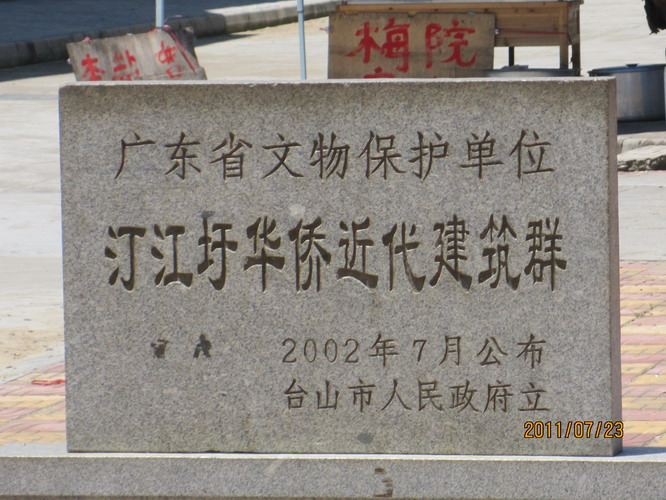 梅院
广东省文物保护单位
汀江圩华侨近代建筑群
2002年7月公布
台山市人民政府立
2011/07/23